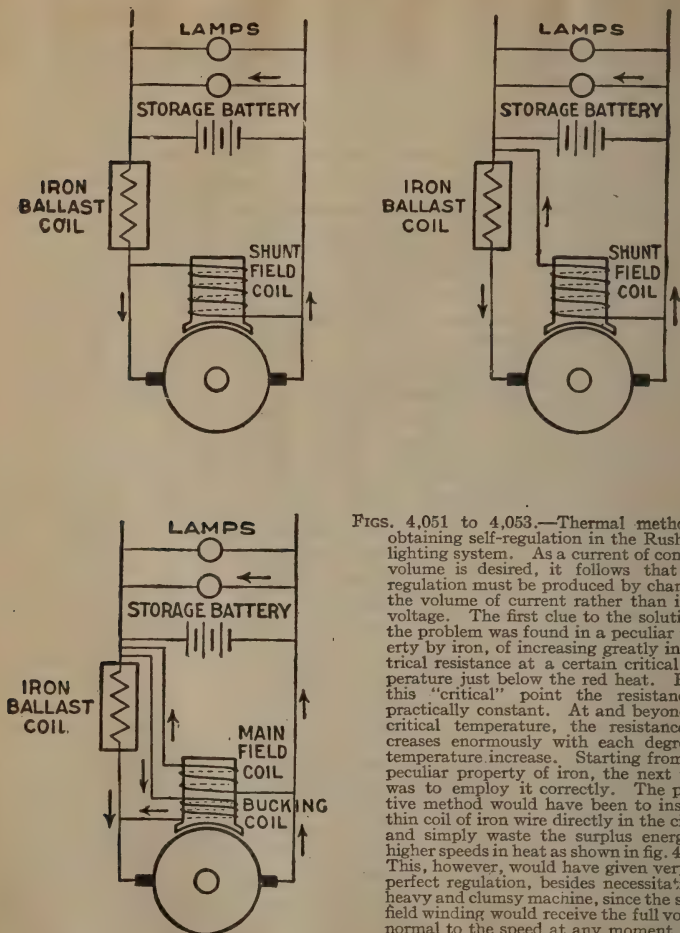 LAMPS
STORAGE BATTERY
IRON
BALLAST
COIL
SHUNT
FIELD
COIL
LAMPS
STORAGE BATTERY
IRON
BALLAST
COIL
SHUNT
FIELD
COIL
LAMPS
STORAGE BATTERY
IRON
BALLAST
COIL.
MAIN
FIELD
COIL
BUCKING
COIL
FIGS. 4,051 to 4,053.—Thermal metho
obtaining self-regulation in the Rush
lighting system. As a current of con
volume is desired, it follows that
regulation must be produced by chan
the volume of current rather than i
voltage. The first clue to the soluti
the problem was found in a peculiar
erty by iron, of increasing greatly in
trical resistance at a certain critical
perature just below the red heat.
this "critical" point the resistanc
practically constant. At and beyon
critical temperature, the resistance
creases enormously with each degre
temperature increase. Starting from
peculiar property of iron, the next
was to employ it correctly. The p
tive method would have been to ins
thin coil of iron wire directly in the ci
and simply waste the surplus energ
higher speeds in heat as shown in fig. 4
This, however, would have given very
perfect regulation, besides necessitat
heavy and clumsy machine, since the s
field winding would receive the full vo
normal to the speed at any moment